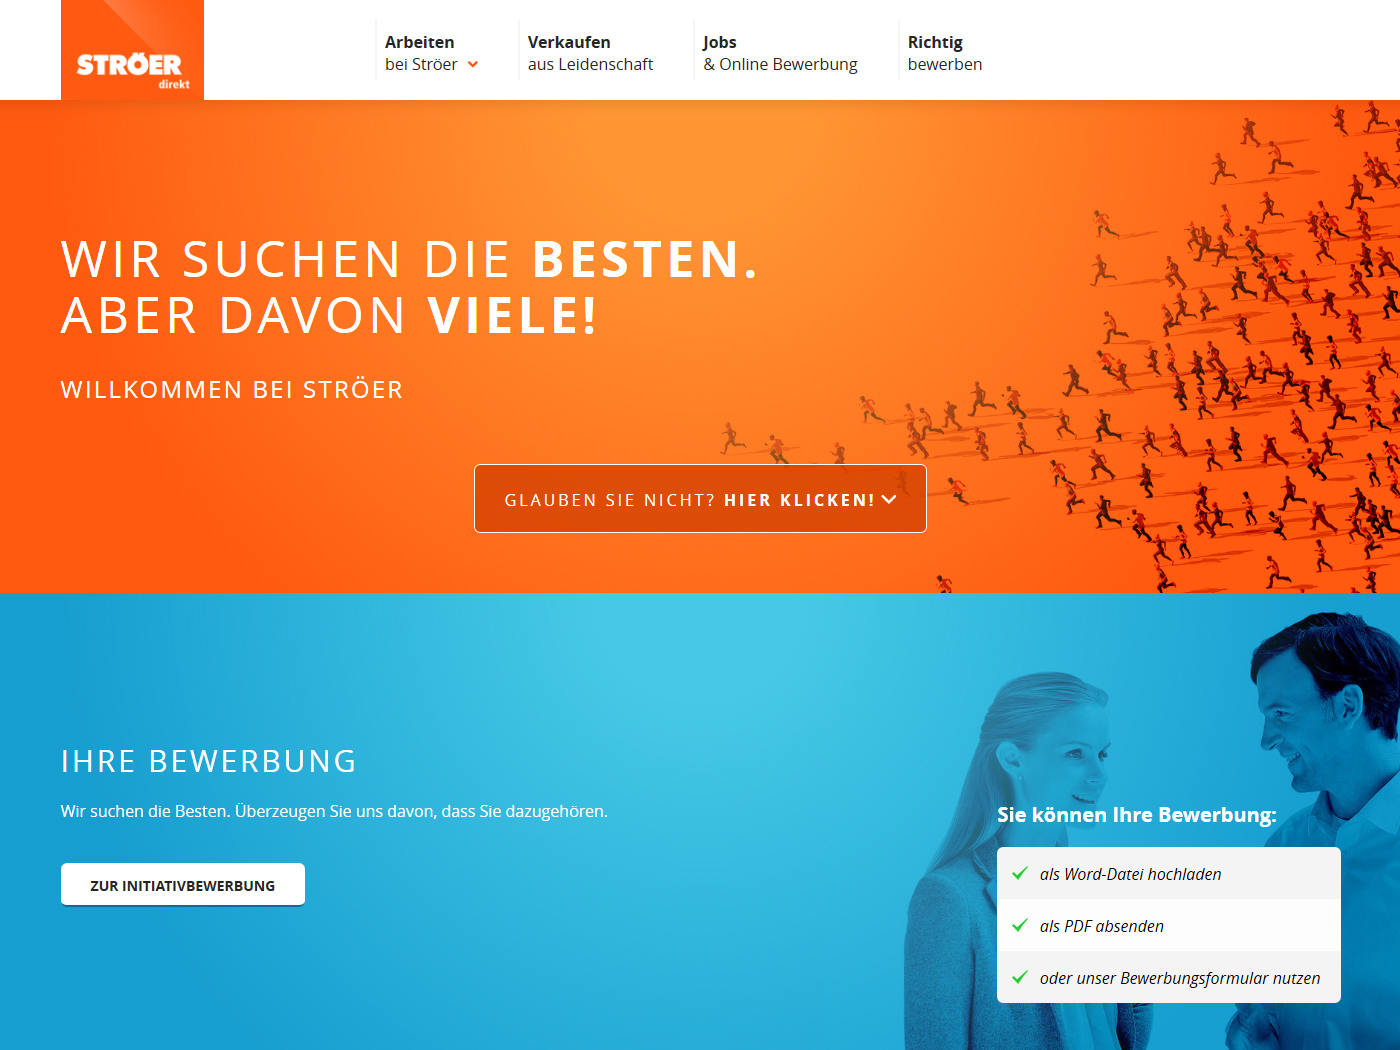 STRÖER
direkt
Arbeiten
bei Ströer
Verkaufen
aus Leidenschaft
Jobs
& Online Bewerbung
Richtig
bewerben
WIR SUCHEN DIE BESTEN.
ABER DAVON VIELE!
WILLKOMMEN BEI STRÖER
GLAUBEN SIE NICHT? HIER KLICKEN!
IHRE BEWERBUNG
Wir suchen die Besten. Überzeugen Sie uns davon, dass Sie dazugehören.
ZUR INITIATIVBEWERBUNG
Sie können Ihre Bewerbung:
als Word-Datei hochladen
als PDF absenden
oder unser Bewerbungsformular nutzen